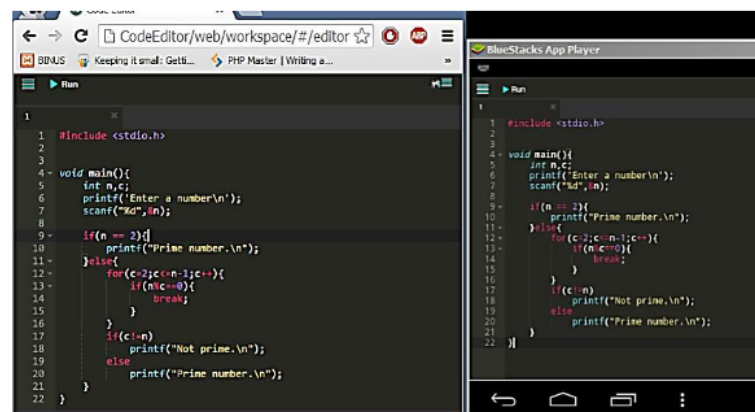 CodeEditor/web/workspace/#/editor
BINUS Keeping it small: Getti... PHP Master | Writing a...
Run
1
1 #include <stdio.h>
2
3
4 void main(){
5 int n,c;
6 printf('Enter a number\n');
7 scanf("%d",&n);
8
9 if(n == 2){
10 printf("Prime number.\n");
11 }else{
12 for(c=2;c<=n-1;c++){
13 if(n%c==0){
14 break;
15 }
16 }
17 if(c!=n)
18 printf("Not prime.\n");
19 else
20 printf("Prime number.\n");
21 }
22 }
BlueStacks App Player
Run
1
1 #include <stdio.h>
2
3
4 void main(){
5 int n,c;
6 printf('Enter a number\n');
7 scanf("%d",&n);
8
9 if(n == 2){
10 printf("Prime number.\n");
11 }else{
12 for(c=2;c<=n-1;c++){
13 if(n%c==0){
14 break;
15 }
16 }
17 if(c!=n)
18 printf("Not prime.\n");
19 else
20 printf("Prime number.\n");
21 }
22 }